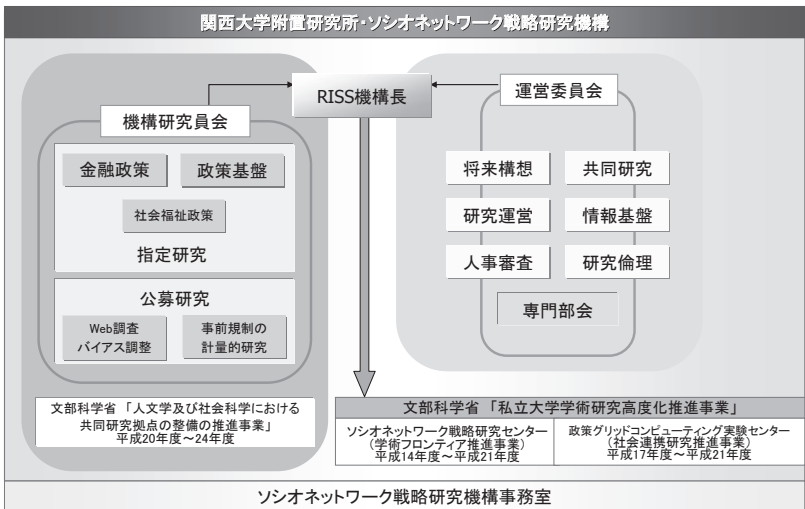 関西大学附置研究所・ソシオネットワーク戦略研究機構
RISS機構長
運営委員会
機構研究員会
金融政策
政策基盤
社会福祉政策
指定研究
公募研究
Web調査
バイアス調整
事前規制の
計量的研究
将来構想
共同研究
研究運営
情報基盤
人事審査
研究倫理
専門部会
文部科学省 「人文学及び社会科学における
共同研究拠点の整備の推進事業」
平成20年度～24年度
文部科学省 「私立大学学術研究高度化推進事業」
ソシオネットワーク戦略研究センター
(学術フロンティア推進事業)
平成14年度～平成21年度
政策グリッドコンピューティング実験センター
(社会連携研究推進事業)
平成17年度～平成21年度
ソシオネットワーク戦略研究機構事務室